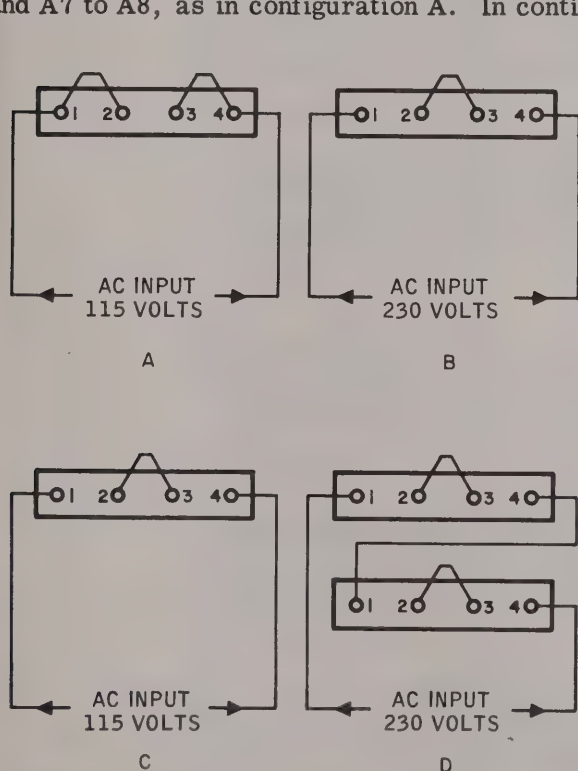 and A7 to A8, as in configuration A. In conti
1 2 3 4
1 2 3 4
AC INPUT
115 VOLTS
AC INPUT
230 VOLTS
A
B
1 2 3 4
1 2 3 4
1 2 3 4
AC INPUT
115 VOLTS
AC INPUT
230 VOLTS
C
D